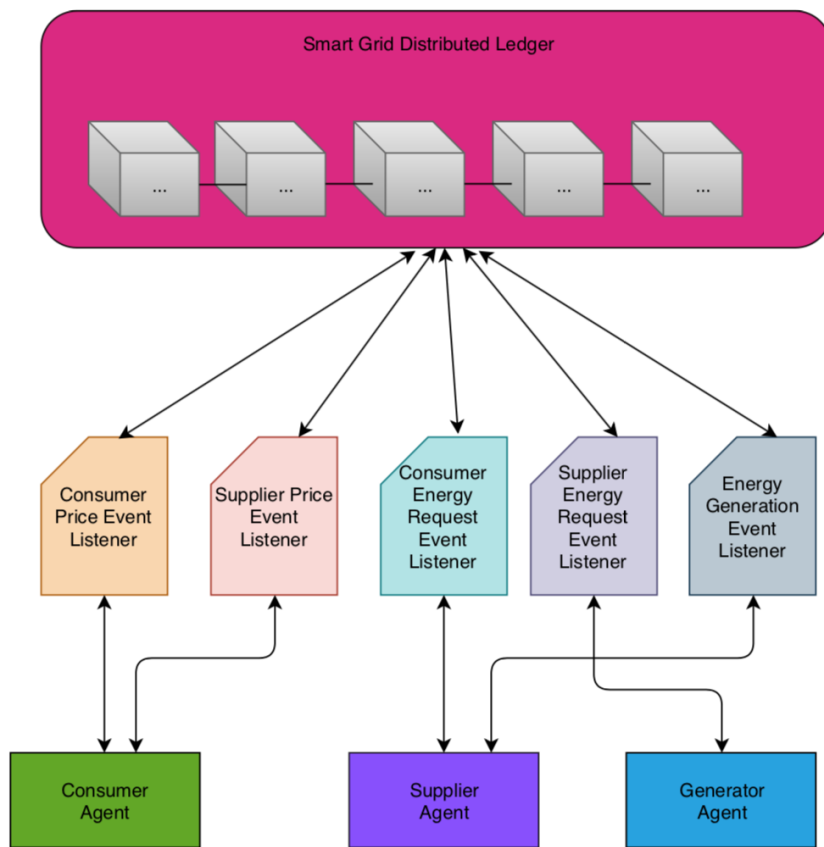 Smart Grid Distributed Ledger
... ... ... ... ...
Consumer
Price Event
Listener
Supplier Price
Event
Listener
Consumer
Energy
Request
Event
Listener
Supplier
Energy
Request
Event
Listener
Energy
Generation
Event
Listener
Consumer
Agent
Supplier
Agent
Generator
Agent